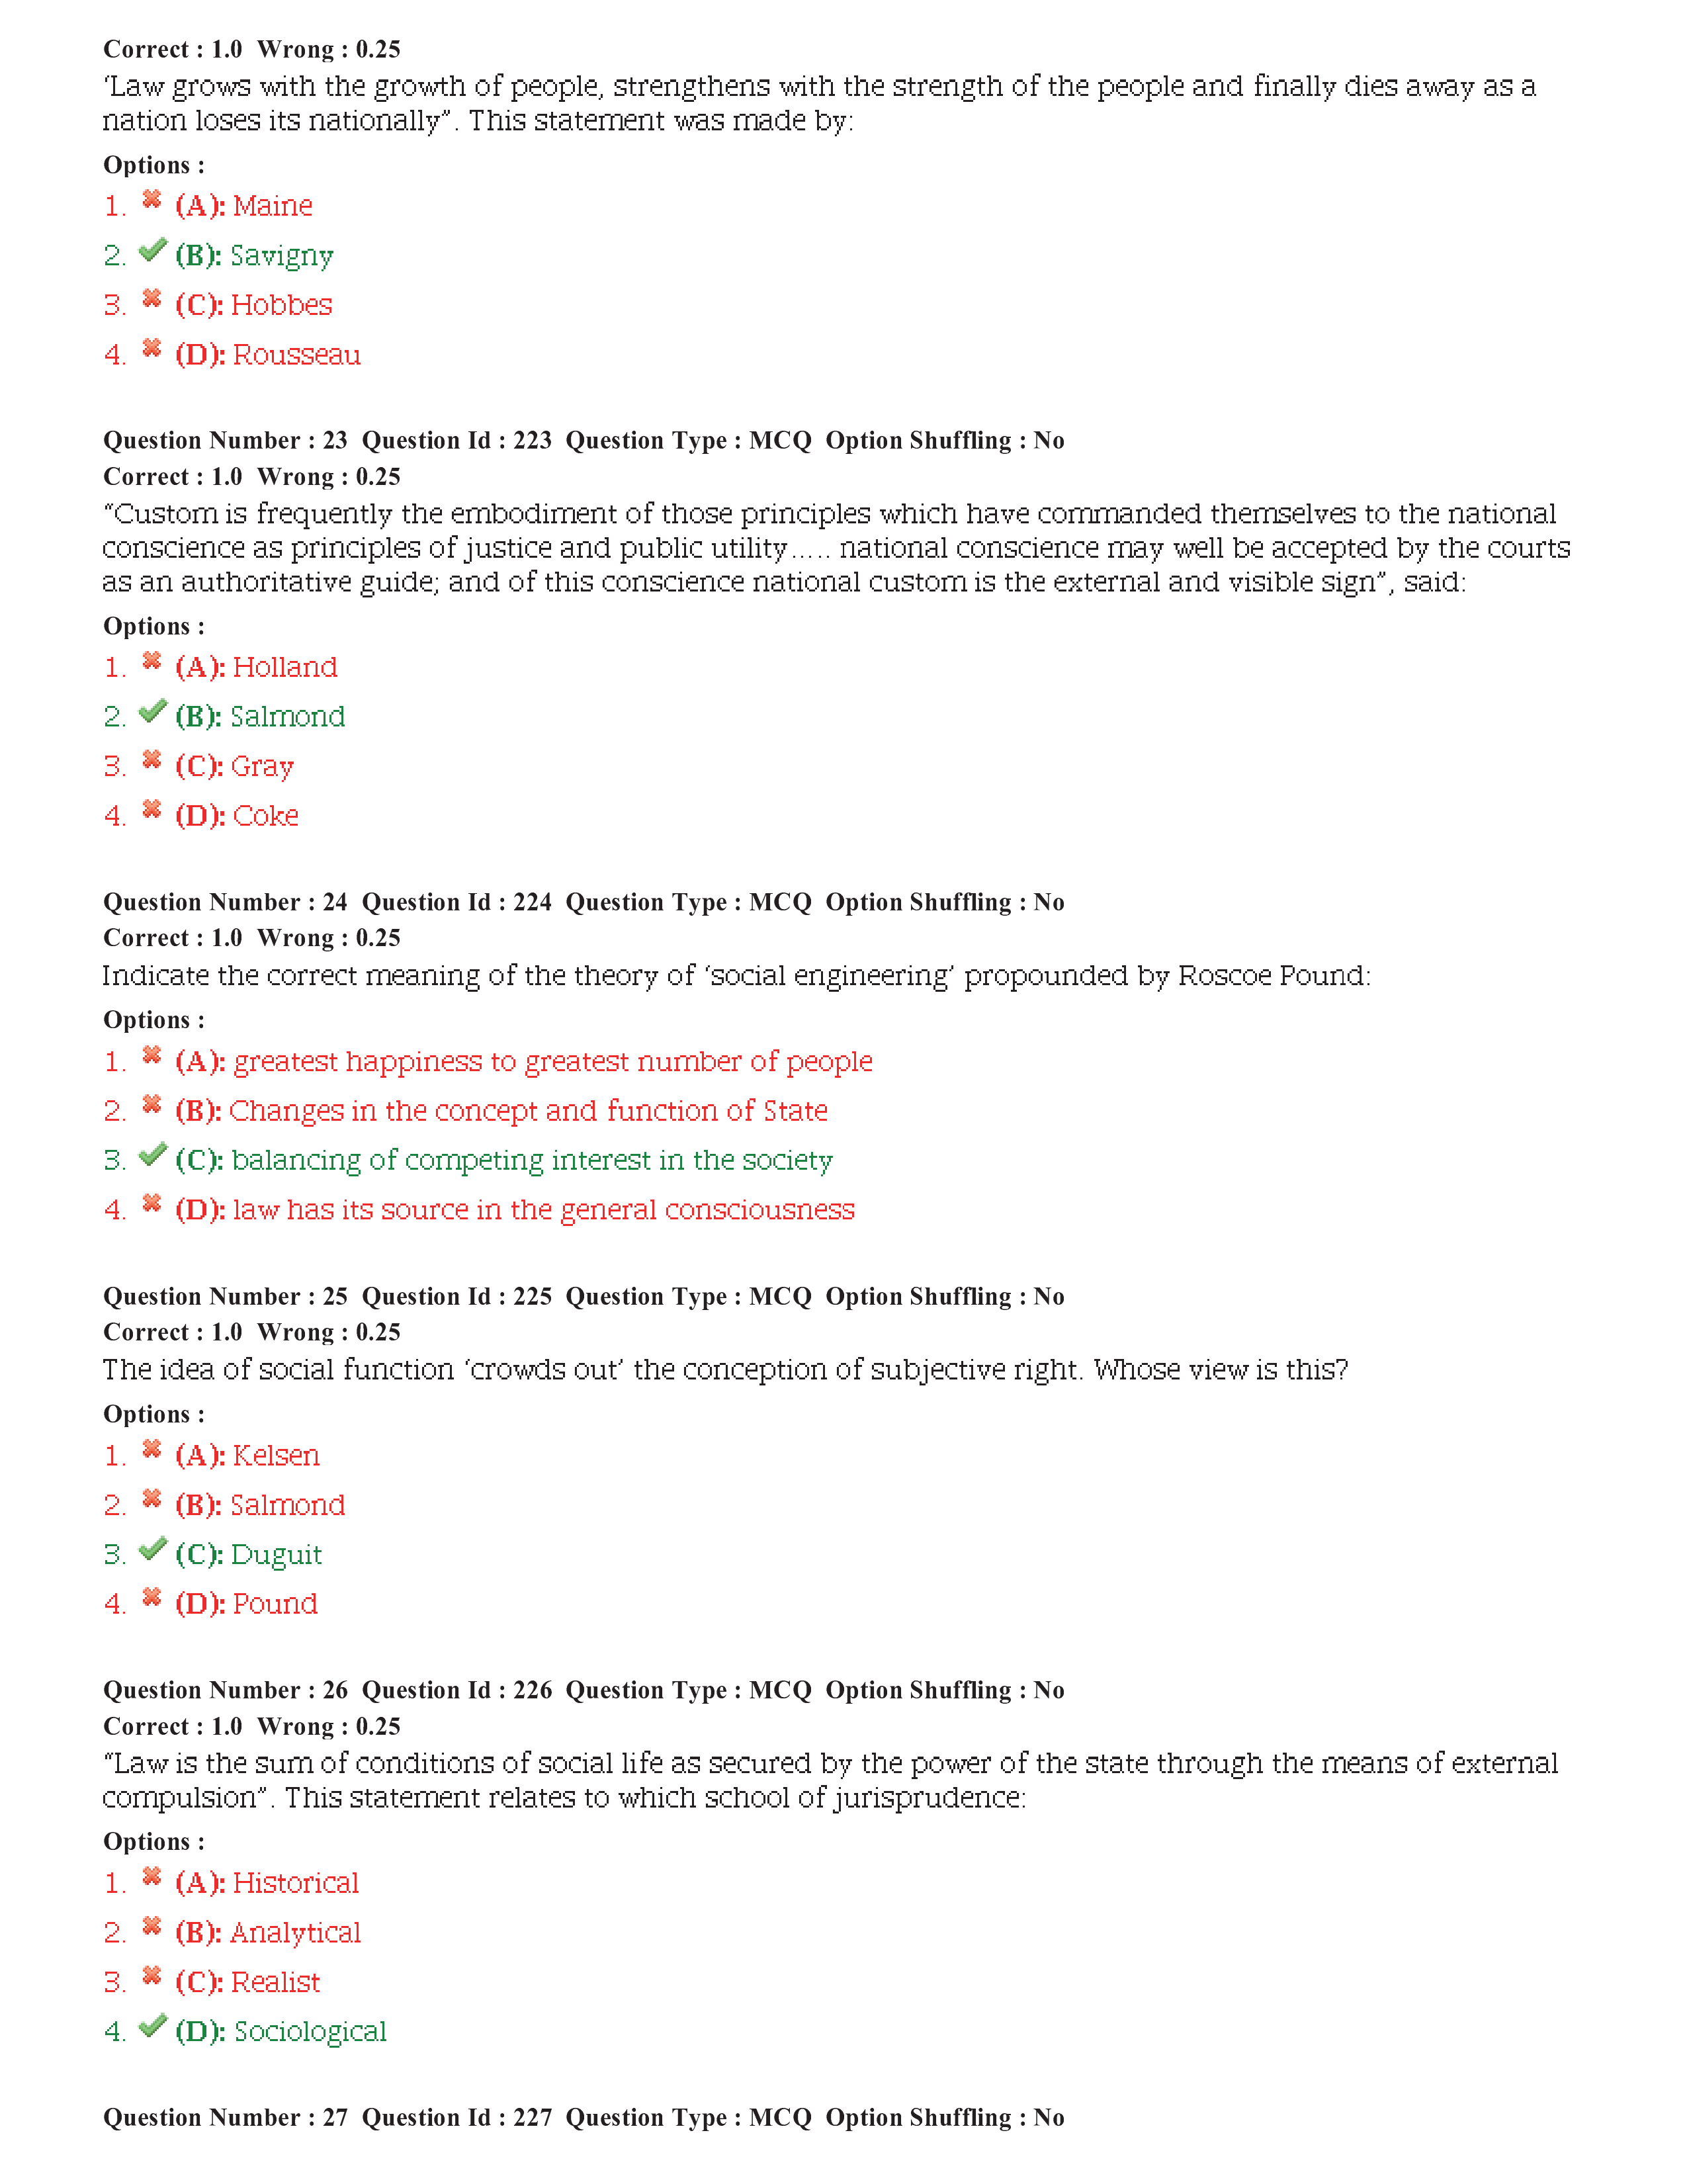 Correct : 1.0 Wrong : 0.25
‘Law grows with the growth of people, strengthens with the strength of the people and finally dies away as a
nation loses its nationally”. This statement was made by:
Options :
1. (A): Maine
2. (B): Savigny
3. (C): Hobbes
4. (D): Rousseau
Question Number : 23 Question Id : 223 Question Type : MCQ Option Shuffling : No
Correct : 1.0 Wrong : 0.25
“Custom is frequently the embodiment of those principles which have commanded themselves to the national
conscience as principles of justice and public utility..... national conscience may well be accepted by the courts
as an authoritative guide; and of this conscience national custom is the external and visible sign”, said:
Options :
1. (A): Holland
2. (B): Salmond
3. (C): Gray
4. (D): Coke
Question Number : 24 Question Id : 224 Question Type : MCQ Option Shuffling : No
Correct : 1.0 Wrong : 0.25
Indicate the correct meaning of the theory of ‘social engineering’ propounded by Roscoe Pound:
Options :
1. (A): greatest happiness to greatest number of people
2. (B): Changes in the concept and function of State
3. (C): balancing of competing interest in the society
4. (D): law has its source in the general consciousness
Question Number : 25 Question Id : 225 Question Type : MCQ Option Shuffling : No
Correct : 1.0 Wrong : 0.25
The idea of social function ‘crowds out’ the conception of subjective right. Whose view is this?
Options :
1. (A): Kelsen
2. (B): Salmond
3. (C): Duguit
4. (D): Pound
Question Number : 26 Question Id : 226 Question Type : MCQ Option Shuffling : No
Correct : 1.0 Wrong : 0.25
“Law is the sum of conditions of social life as secured by the power of the state through the means of external
compulsion”. This statement relates to which school of jurisprudence:
Options :
1. (A): Historical
2. (B): Analytical
3. (C): Realist
4. (D): Sociological
Question Number : 27 Question Id : 227 Question Type : MCQ Option Shuffling : No